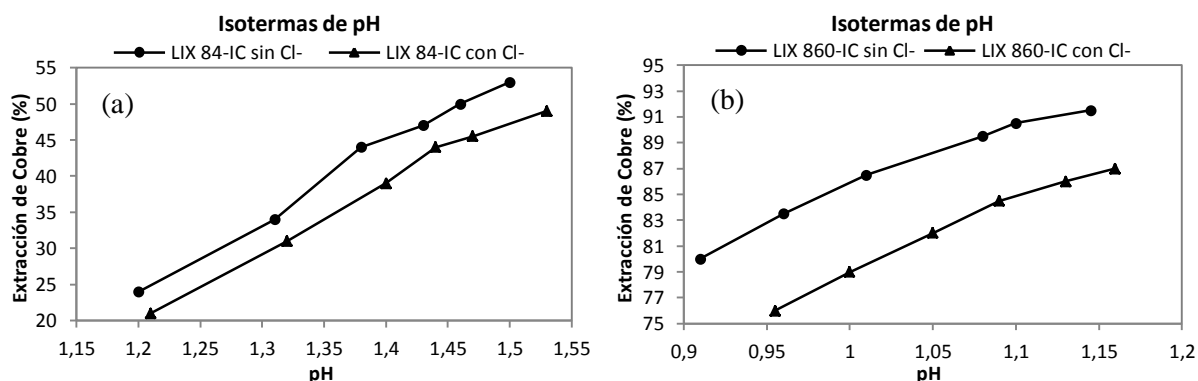 Isotermas de pH
LIX 84-IC sin Cl-
LIX 84-IC con Cl-
(a)
Extracción de Cobre (%)
55
50
45
40
35
30
25
20
1,15
1,2
1,25
1,3
1,35
1,4
1,45
1,5
1,55
pH
Isotermas de pH
LIX 860-IC sin Cl-
LIX 860-IC con Cl-
(b)
Extracción de Cobre (%)
95
93
91
89
87
85
83
81
79
77
75
0,9
0,95
1
1,05
1,1
1,15
1,2
pH